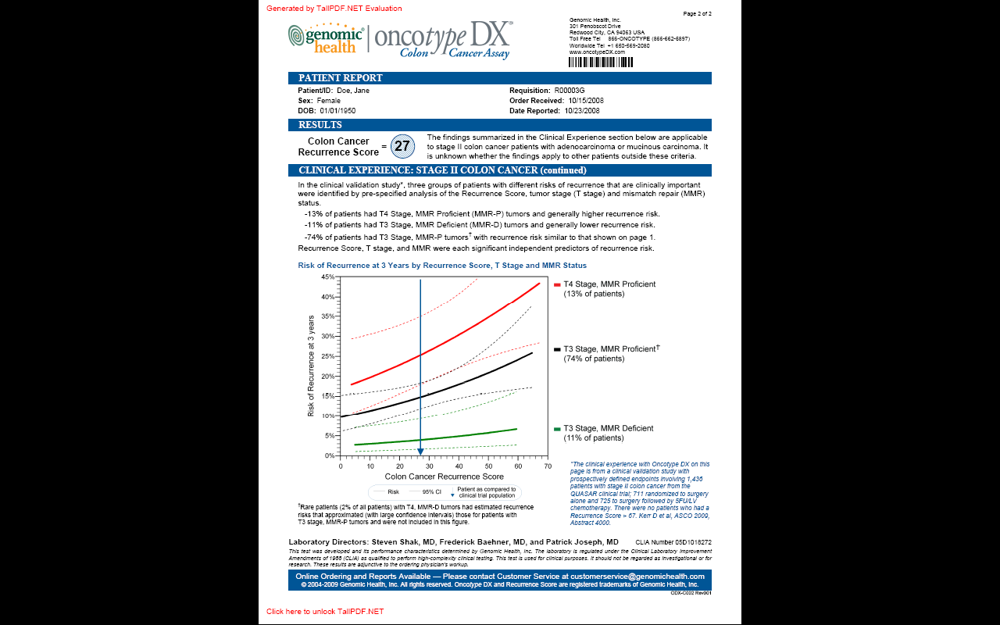 Generated by TallPDF.NET Evaluation
Page 2 of 2
genomic health
oncotype DX
Colon Cancer Assay
Genomic Health, Inc.
301 Penobscot Drive
Redwood City, CA 94063 USA
Toll Free Tel 866-ONCOTYPE (866-662-6897)
Worldwide Tel +1 650-569-2080
www.oncotypeDX.com
PATIENT REPORT
Patient/ID: Doe, Jane
Requisition: R00003G
Sex: Female
Order Received: 10/15/2008
DOB: 01/01/1950
Date Reported: 10/23/2008
RESULTS
Colon Cancer
Recurrence Score = 27
The findings summarized in the Clinical Experience section below are applicable
to stage II colon cancer patients with adenocarcinoma or mucinous carcinoma. It
is unknown whether the findings apply to other patients outside these criteria.
CLINICAL EXPERIENCE: STAGE II COLON CANCER (continued)
In the clinical validation study*, three groups of patients with different risks of recurrence that are clinically important
were identified by pre-specified analysis of the Recurrence Score, tumor stage (T stage) and mismatch repair (MMR)
status.
-13% of patients had T4 Stage, MMR Proficient (MMR-P) tumors and generally higher recurrence risk.
-11% of patients had T3 Stage, MMR Deficient (MMR-D) tumors and generally lower recurrence risk.
-74% of patients had T3 Stage, MMR-P tumors† with recurrence risk similar to that shown on page 1.
Recurrence Score, T stage, and MMR were each significant independent predictors of recurrence risk.
Risk of Recurrence at 3 Years by Recurrence Score, T Stage and MMR Status
Risk of Recurrence at 3 years
45%
40%
35%
30%
25%
20%
15%
10%
5%
0%
0 10 20 30 40 50 60 70
Colon Cancer Recurrence Score
T4 Stage, MMR Proficient
(13% of patients)
T3 Stage, MMR Proficient†
(74% of patients)
T3 Stage, MMR Deficient
(11% of patients)
Risk
95% CI
Patient as compared to
clinical trial population
†Rare patients (2% of all patients) with T4, MMR-D tumors had estimated recurrence
risks that approximated (with large confidence intervals) those for patients with
T3 stage, MMR-P tumors and were not included in this figure.
*The clinical experience with Oncotype DX on this
page is from a clinical validation study with
prospectively defined endpoints involving 1,436
patients with stage II colon cancer from the
QUASAR clinical trial; 711 randomized to surgery
alone and 725 to surgery followed by 5FU/LV
chemotherapy. There were no patients who had a
Recurrence Score > 67. Kerr D et al, ASCO 2009,
Abstract 4000.
Laboratory Directors: Steven Shak, MD, Frederick Baehner, MD, and Patrick Joseph, MD
CLIA Number 05D1018272
This test was developed and its performance characteristics determined by Genomic Health, Inc. The laboratory is regulated under the Clinical Laboratory Improvement
Amendments of 1988 (CLIA) as qualified to perform high-complexity clinical testing. This test is used for clinical purposes. It should not be regarded as investigational or for
research. These results are adjunctive to the ordering physician's workup.
Online Ordering and Reports Available — Please contact Customer Service at customerservice@genomichealth.com
© 2004-2009 Genomic Health, Inc. All rights reserved. Oncotype DX and Recurrence Score are registered trademarks of Genomic Health, Inc.
ODX-C002 Rev001
Click here to unlock TallPDF.NET